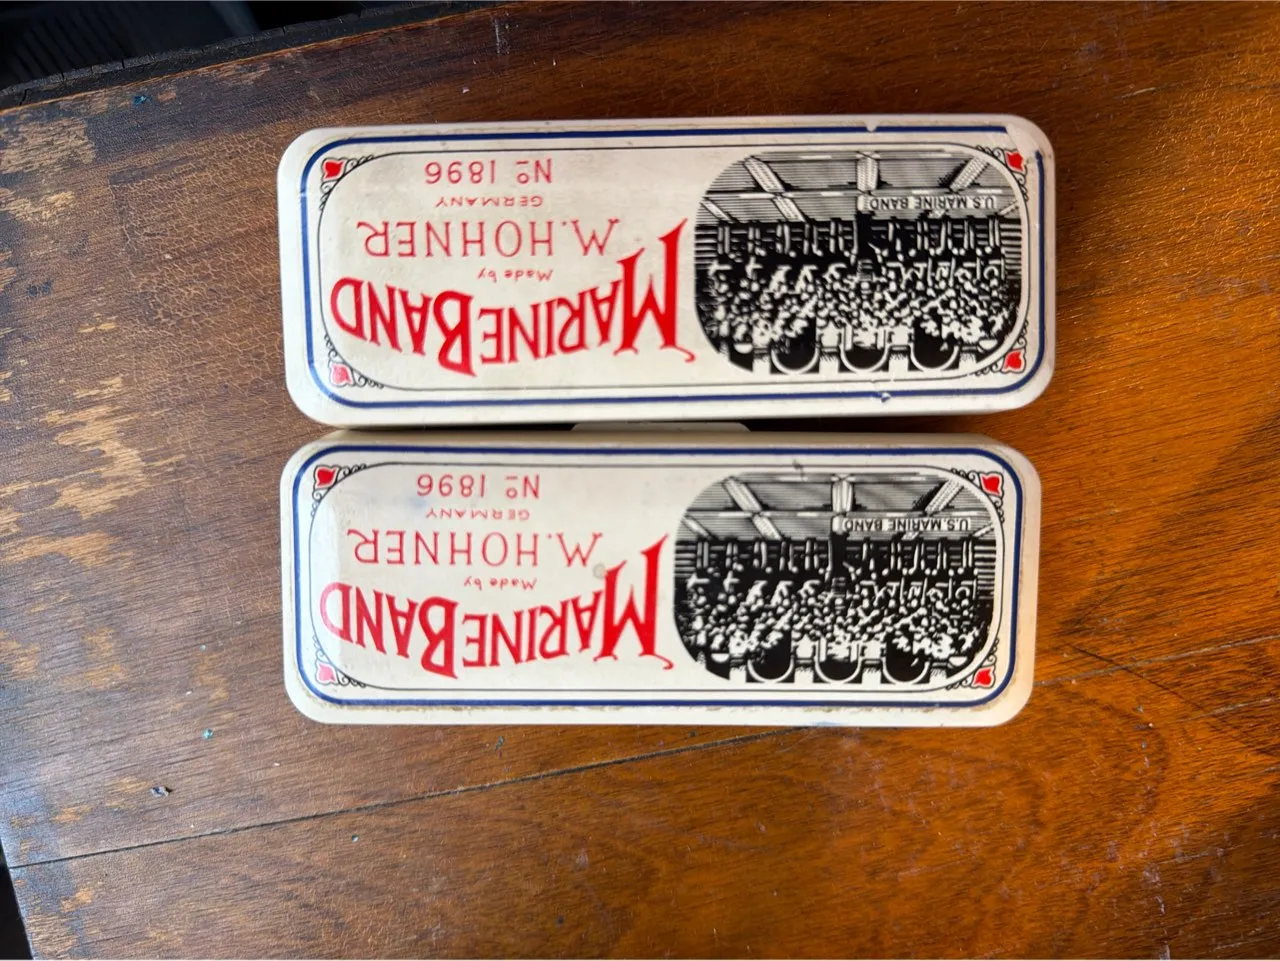 U.S. MARINE BAND
MARINE BAND
Made by
M. HOHNER
GERMANY
Nº 1896
U.S. MARINE BAND
MARINE BAND
Made by
M. HOHNER
GERMANY
Nº 1896